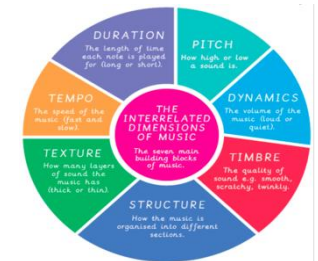 DURATION
The length of time
each note is played
for (long or short).
PITCH
How high or low
a sound is.
DYNAMICS
The volume of the
music (loud or
quiet).
TIMBRE
The quality of
sound e.g. smooth,
scratchy, twinkly.
STRUCTURE
How the music is
organised into different
sections.
TEXTURE
How many layers
of sound the
music has
(thick or thin).
TEMPO
The speed of the
music (fast and
slow).
THE
INTERRELATED
DIMENSIONS
OF MUSIC
The seven main
building blocks
of music.